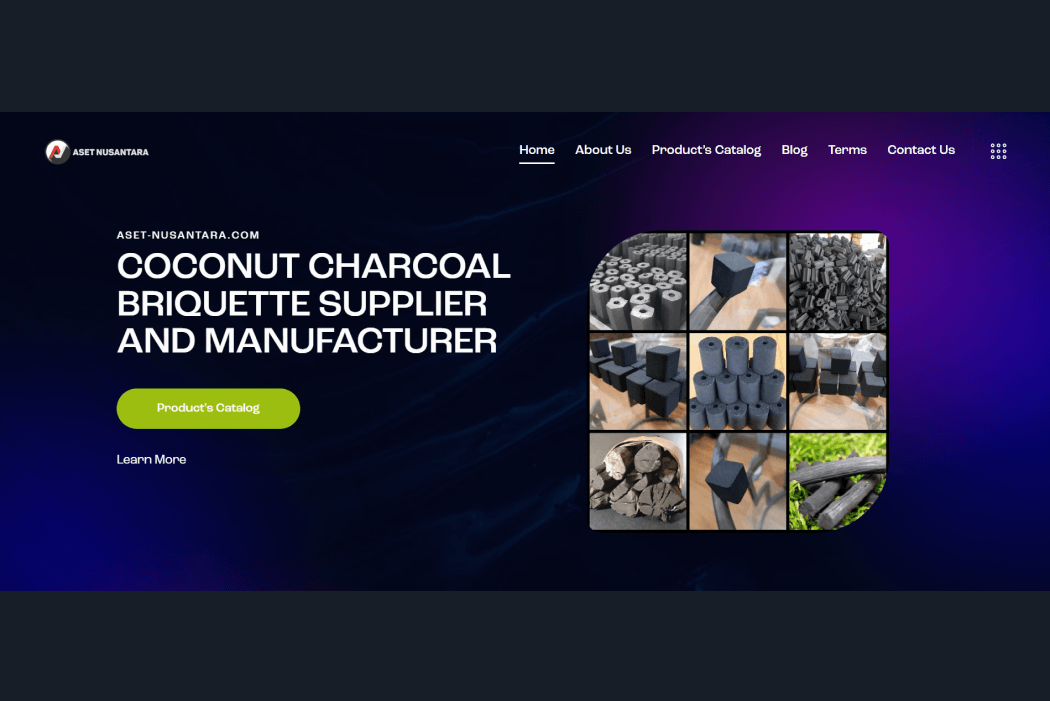 ASET NUSANTARA
Home About Us Product's Catalog Blog Terms Contact Us
ASET-NUSANTARA.COM
COCONUT CHARCOAL
BRIQUETTE SUPPLIER
AND MANUFACTURER
Product's Catalog
Learn More